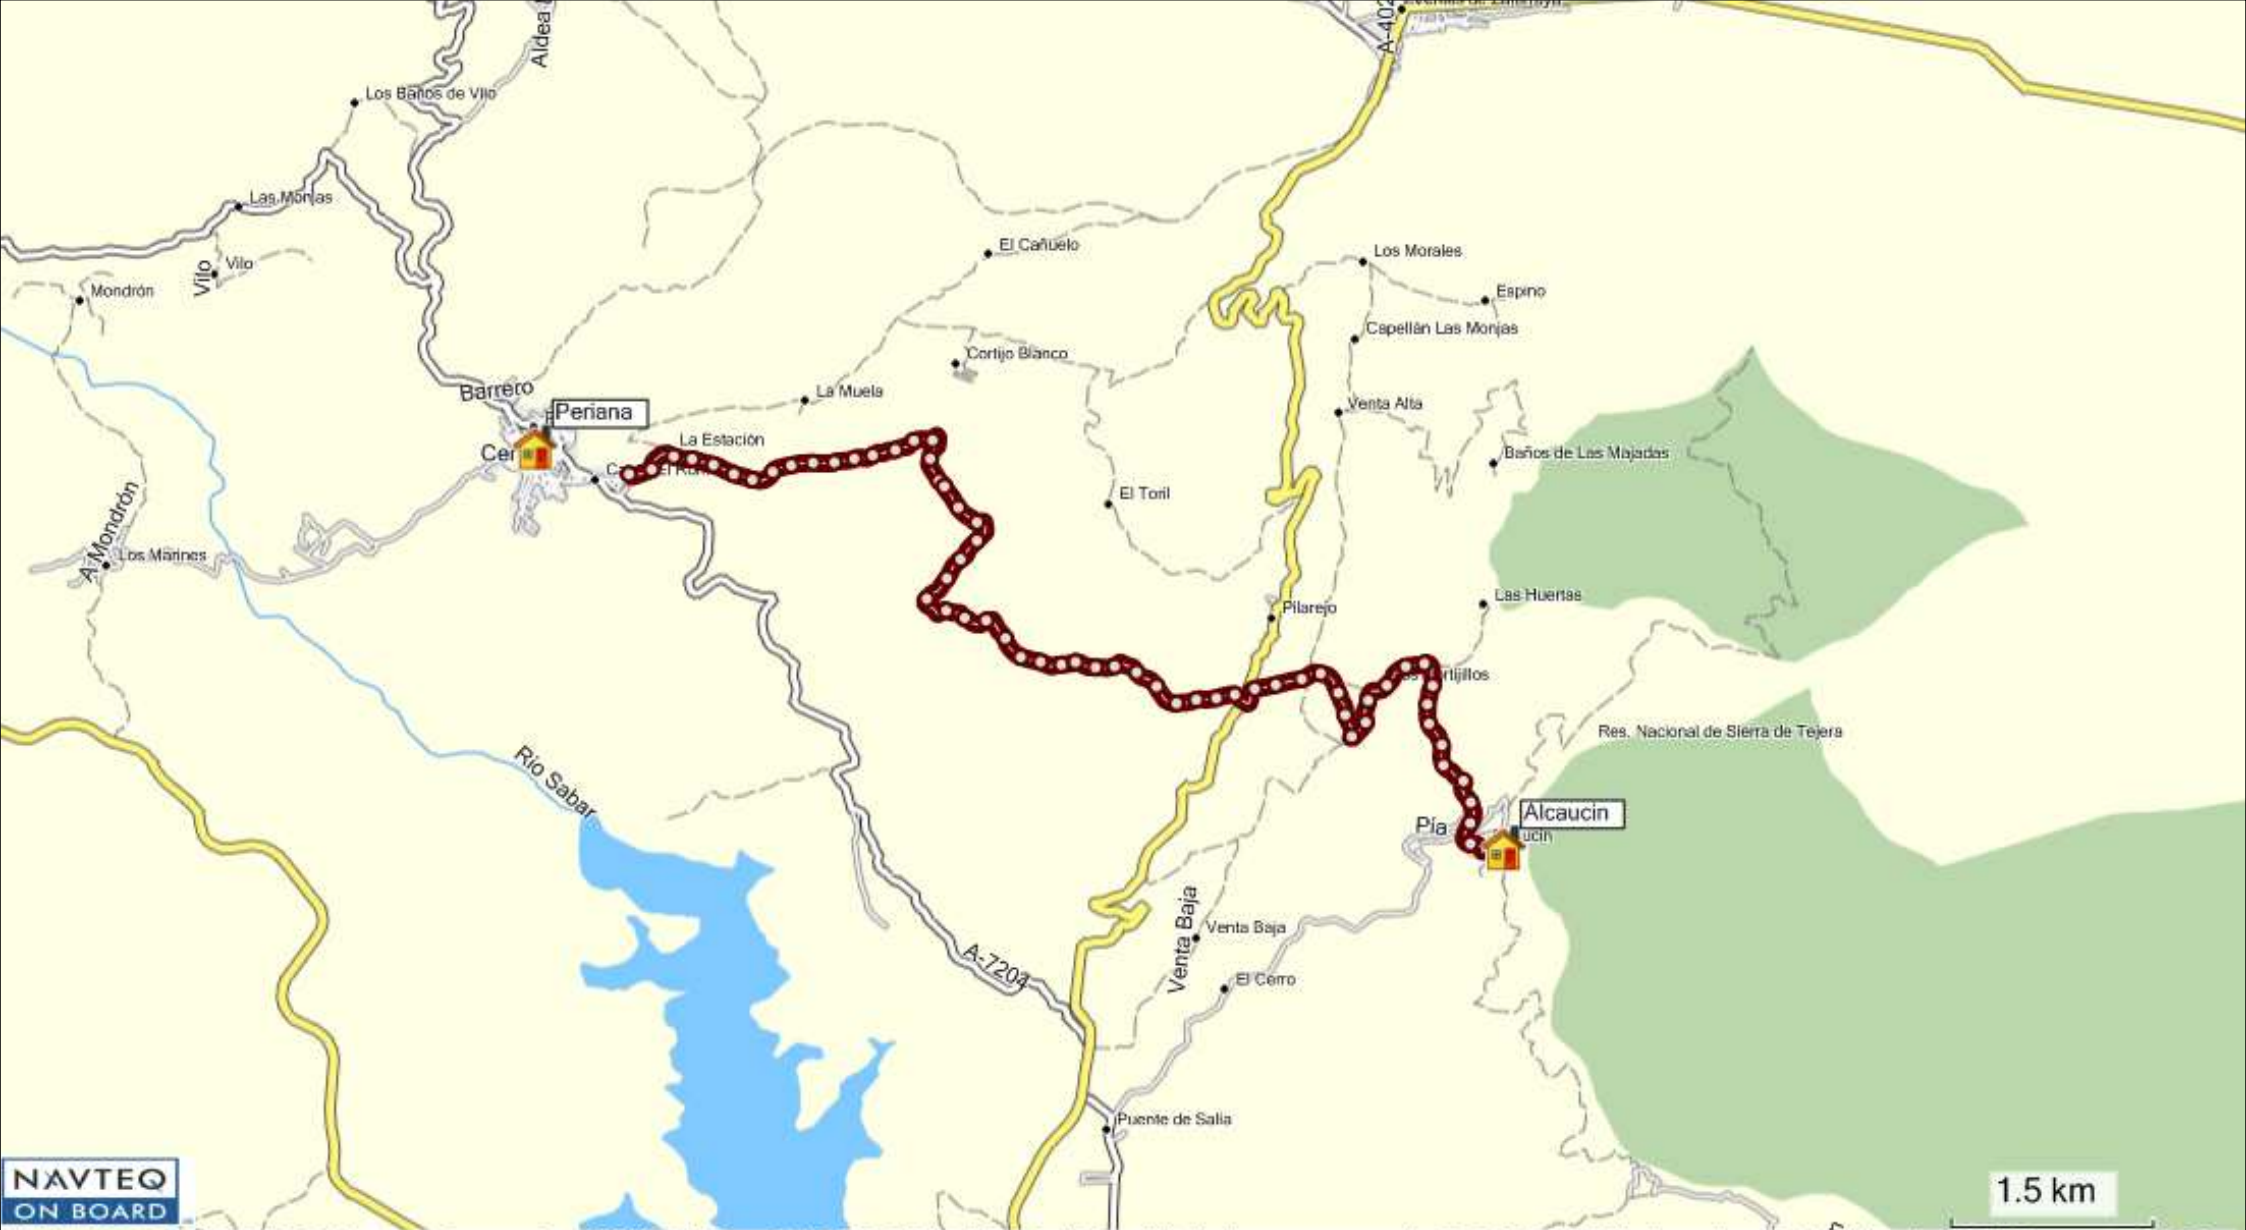 A-402
Aldea
Los Baños de Vilo
Las Monjas
El Cañuelo
Los Morales
Vilo
Vilo
Mondrón
Espino
Capellán Las Monjas
Cortijo Blanco
Barrero
La Muela
Periana
Venta Alta
La Estación
Baños de Las Majadas
El Toril
A Mondrón
Los Marines
Las Huertas
Pilarejo
Res. Nacional de Sierra de Tejera
Río Sabar
Alcaucin
Pía
ucín
Venta Baja
Venta Baja
A-7204
El Cerro
Puente de Salia
NAVTEQ
ON BOARD
1.5 km